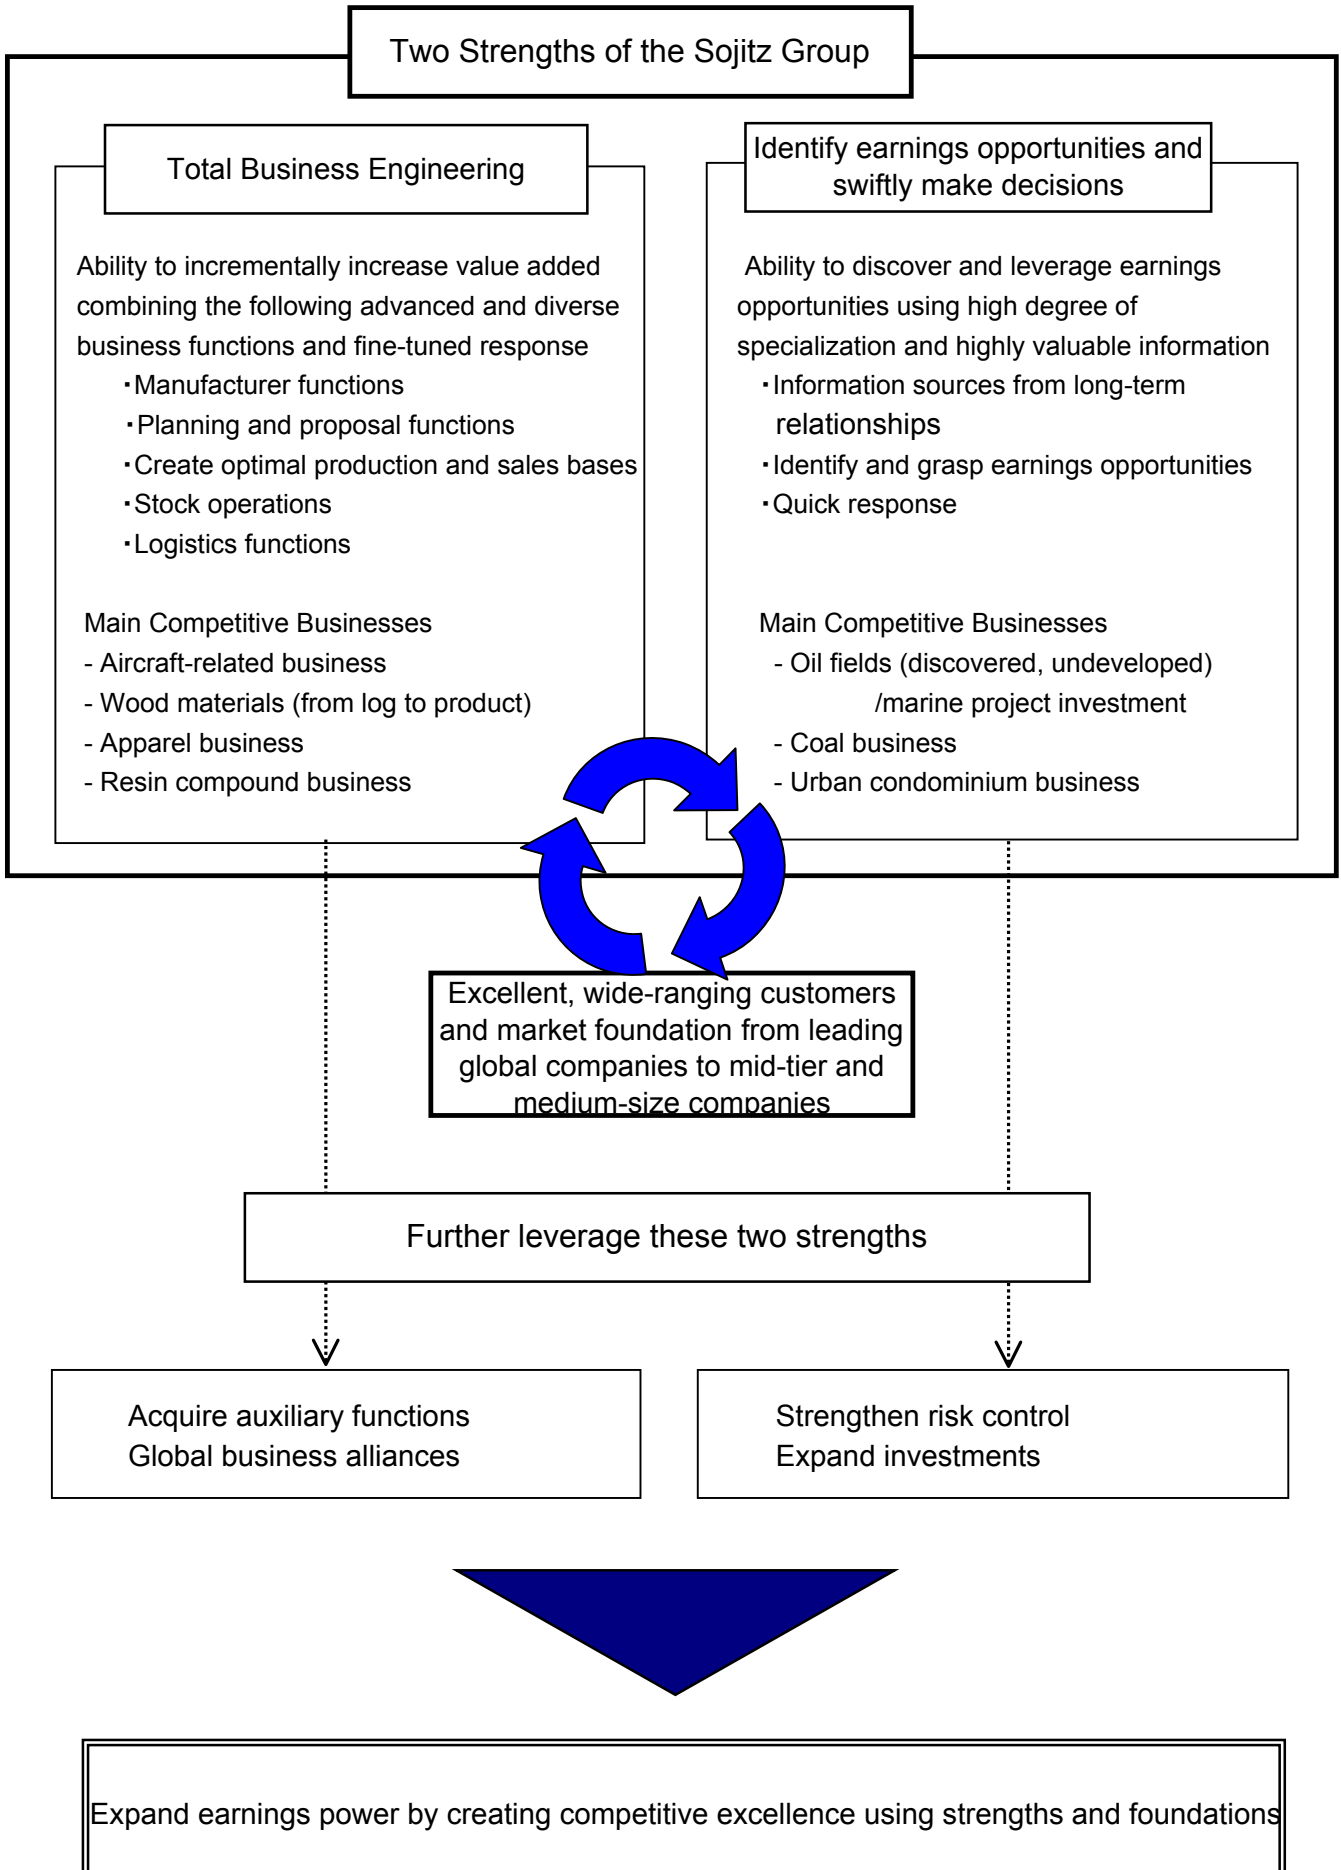 Two Strengths of the Sojitz Group
Total Business Engineering
Ability to incrementally increase value added
combining the following advanced and diverse
business functions and fine-tuned response
・Manufacturer functions
・Planning and proposal functions
・Create optimal production and sales bases
・Stock operations
・Logistics functions
Main Competitive Businesses
- Aircraft-related business
- Wood materials (from log to product)
- Apparel business
- Resin compound business
Identify earnings opportunities and
swiftly make decisions
Ability to discover and leverage earnings
opportunities using high degree of
specialization and highly valuable information
・Information sources from long-term
relationships
・Identify and grasp earnings opportunities
・Quick response
Main Competitive Businesses
- Oil fields (discovered, undeveloped)
/marine project investment
- Coal business
- Urban condominium business
Excellent, wide-ranging customers
and market foundation from leading
global companies to mid-tier and
medium-size companies
Further leverage these two strengths
Acquire auxiliary functions
Global business alliances
Strengthen risk control
Expand investments
Expand earnings power by creating competitive excellence using strengths and foundations